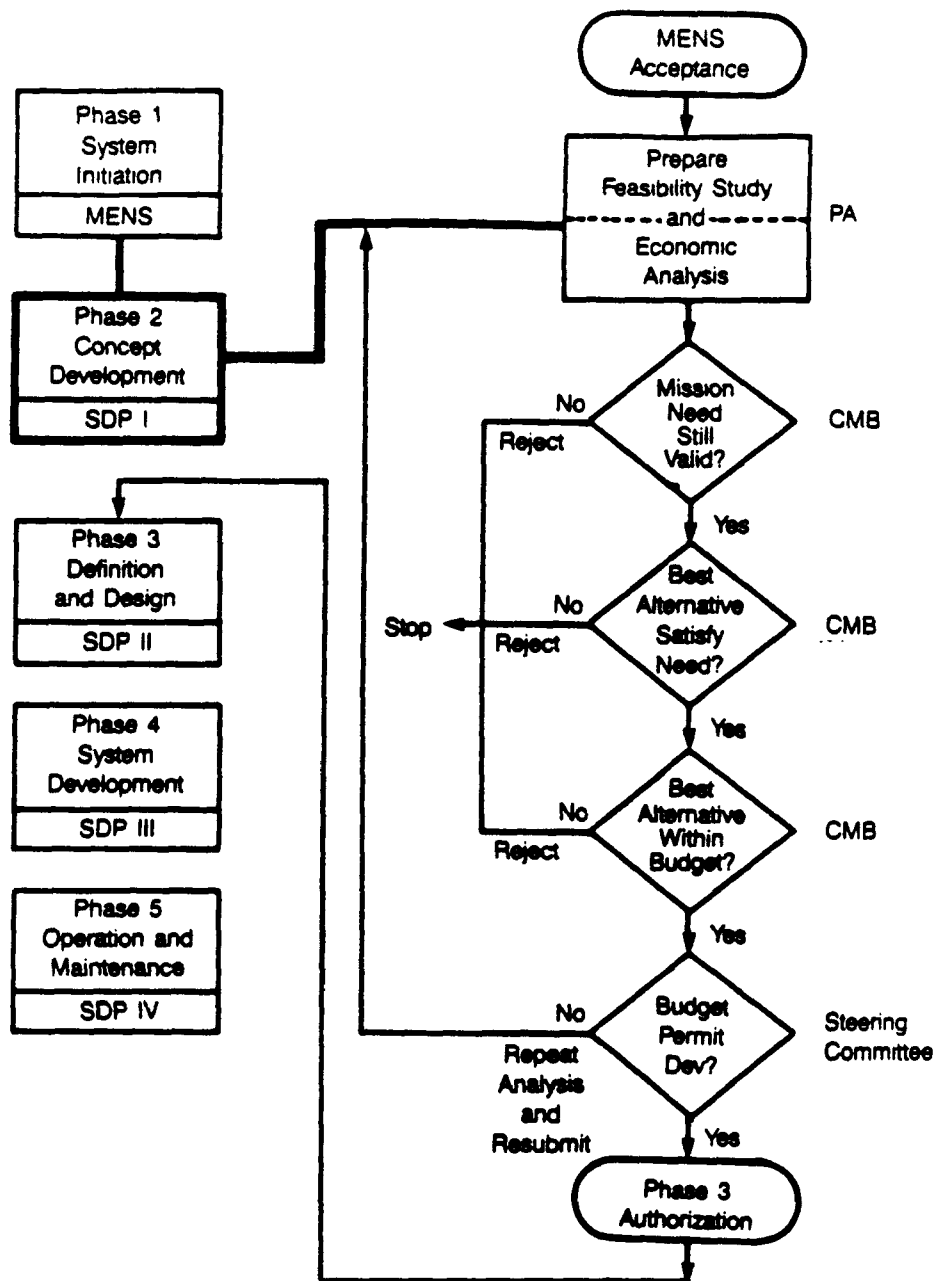 Phase 1
System
Initiation
MENS
Phase 2
Concept
Development
SDP I
Phase 3
Definition
and Design
SDP II
Phase 4
System
Development
SDP III
Phase 5
Operation and
Maintenance
SDP IV
MENS
Acceptance
Prepare
Feasibility Study
and
Economic
Analysis
PA
Mission
Need
Still
Valid?
CMB
No
Reject
Yes
Best
Alternative
Satisfy
Need?
CMB
No
Reject
Stop
Yes
Best
Alternative
Within
Budget?
CMB
No
Reject
Yes
Budget
Permit
Dev?
Steering
Committee
No
Repeat
Analysis
and
Resubmit
Yes
Phase 3
Authorization